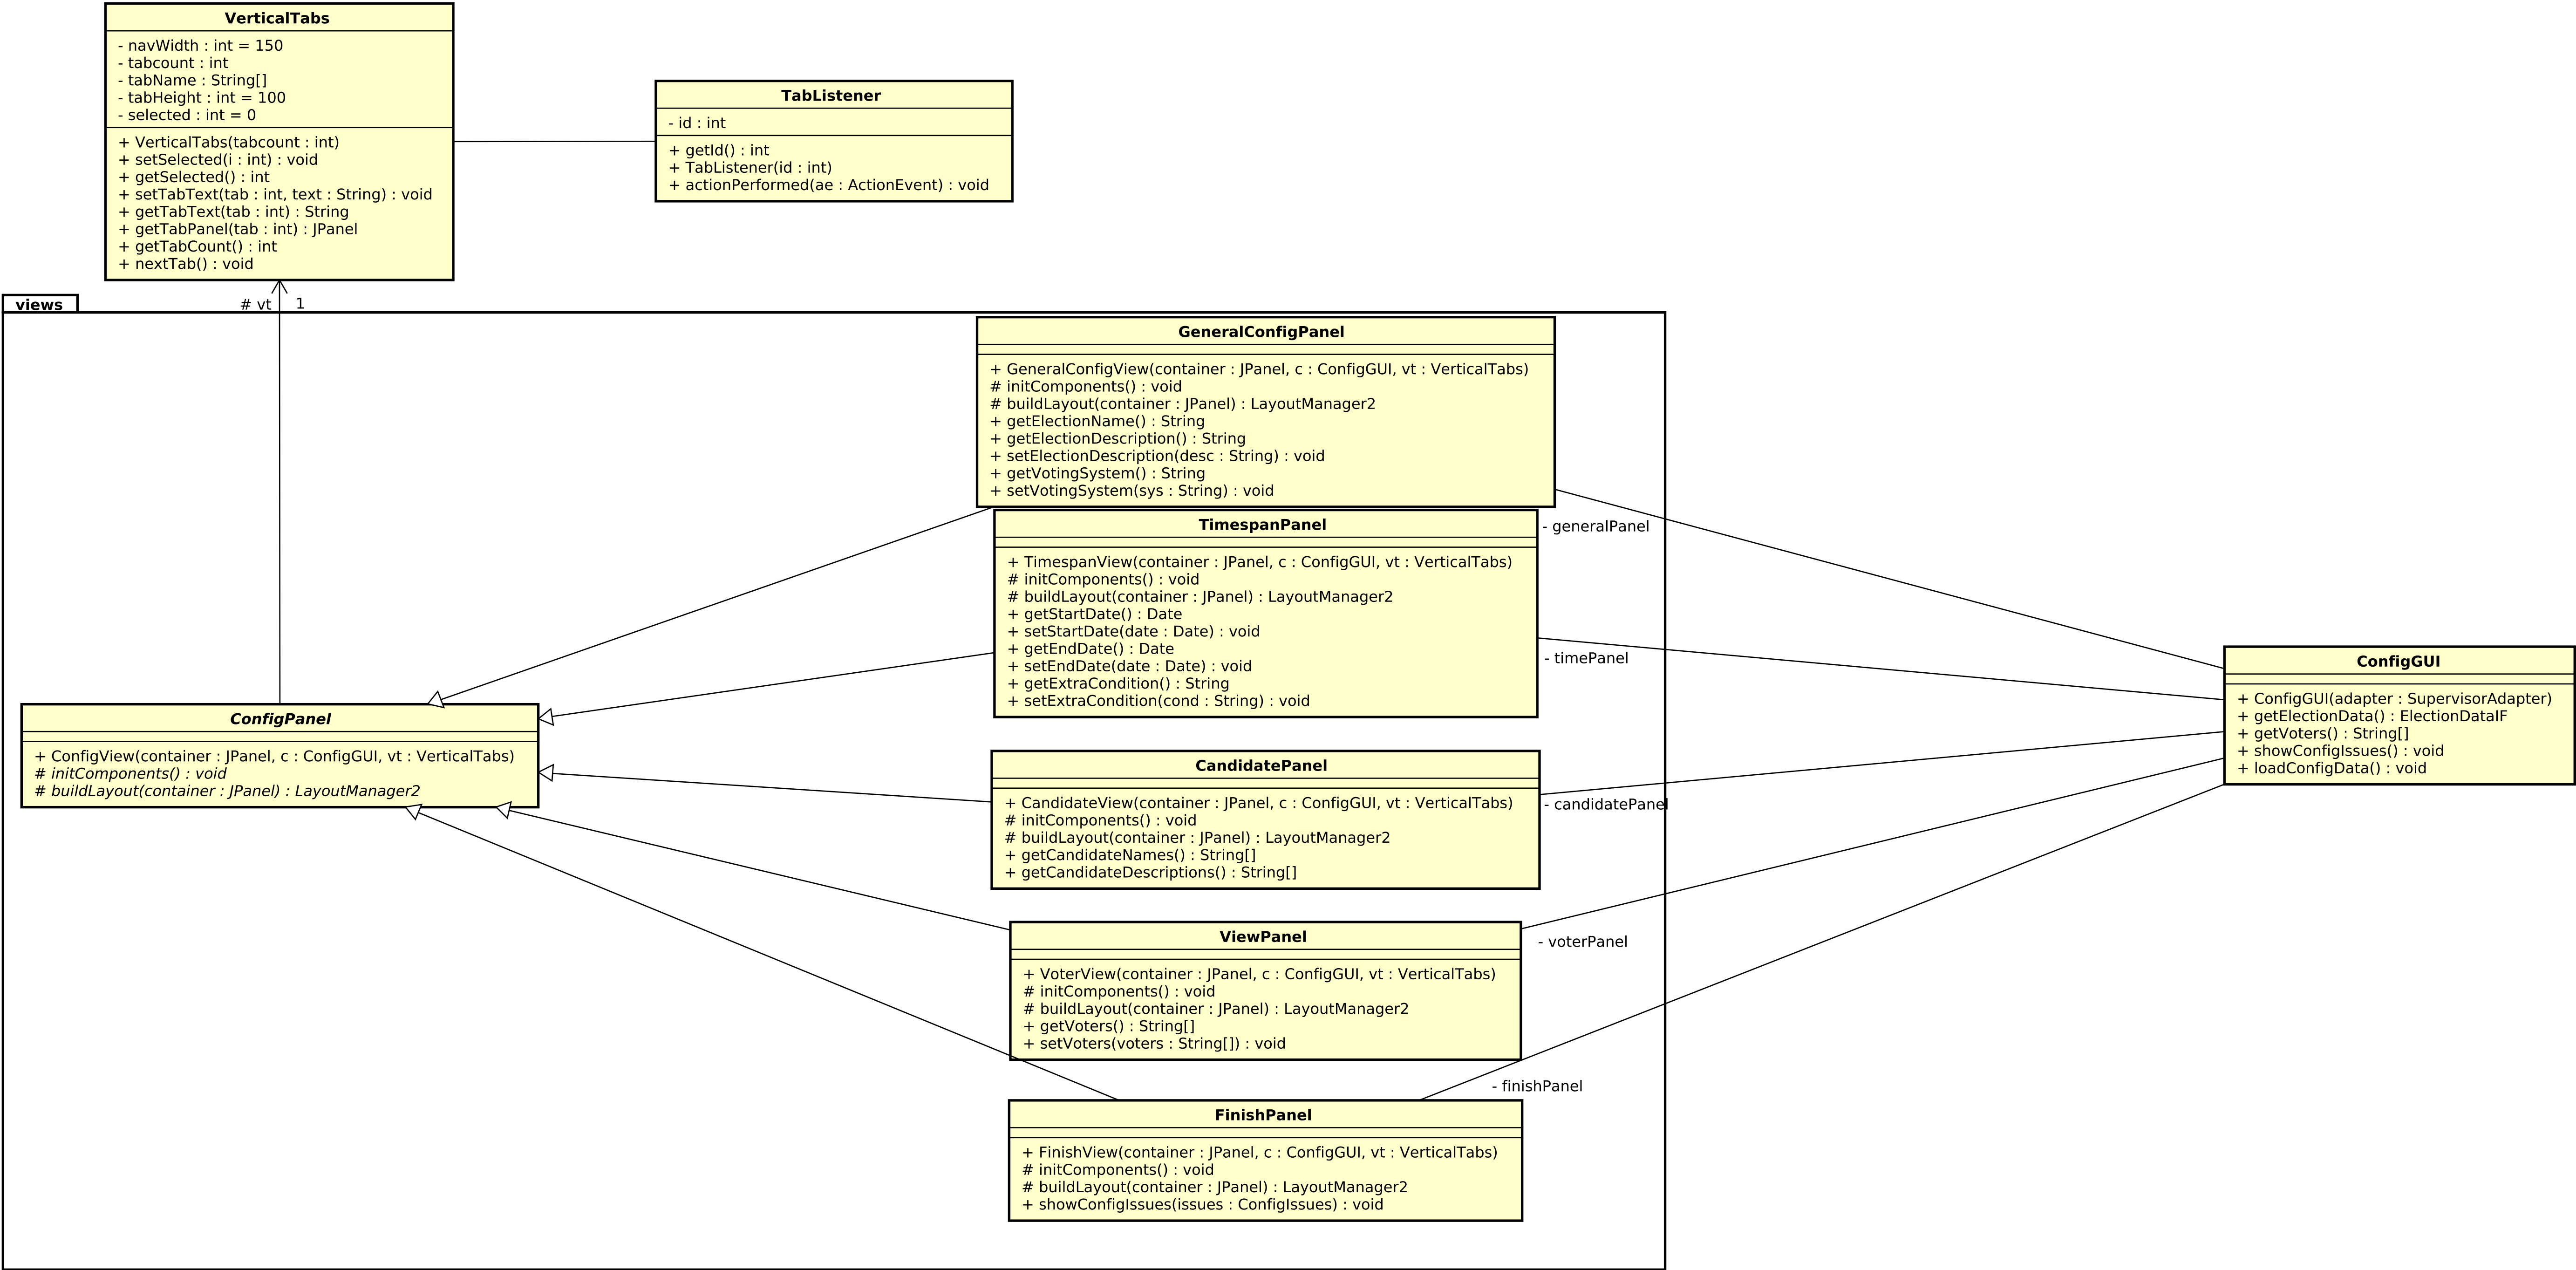 VerticalTabs
- navWidth : int = 150
- tabcount : int
- tabName : String[]
- tabHeight : int = 100
- selected : int = 0
+ VerticalTabs(tabcount : int)
+ setSelected(i : int) : void
+ getSelected() : int
+ setTabText(tab : int, text : String) : void
+ getTabText(tab : int) : String
+ getTabPanel(tab : int) : JPanel
+ getTabCount() : int
+ nextTab() : void
TabListener
- id : int
+ getId() : int
+ TabListener(id : int)
+ actionPerformed(ae : ActionEvent) : void
# vt
1
views
GeneralConfigPanel
+ GeneralConfigView(container : JPanel, c : ConfigGUI, vt : VerticalTabs)
# initComponents() : void
# buildLayout(container : JPanel) : LayoutManager2
+ getElectionName() : String
+ getElectionDescription() : String
+ setElectionDescription(desc : String) : void
+ getVotingSystem() : String
+ setVotingSystem(sys : String) : void
- generalPanel
TimespanPanel
+ TimespanView(container : JPanel, c : ConfigGUI, vt : VerticalTabs)
# initComponents() : void
# buildLayout(container : JPanel) : LayoutManager2
+ getStartDate() : Date
+ setStartDate(date : Date) : void
+ getEndDate() : Date
+ setEndDate(date : Date) : void
+ getExtraCondition() : String
+ setExtraCondition(cond : String) : void
- timePanel
ConfigGUI
+ ConfigGUI(adapter : SupervisorAdapter)
+ getElectionData() : ElectionDataIF
+ getVoters() : String[]
+ showConfigIssues() : void
+ loadConfigData() : void
ConfigPanel
+ ConfigView(container : JPanel, c : ConfigGUI, vt : VerticalTabs)
# initComponents() : void
# buildLayout(container : JPanel) : LayoutManager2
CandidatePanel
+ CandidateView(container : JPanel, c : ConfigGUI, vt : VerticalTabs)
# initComponents() : void
# buildLayout(container : JPanel) : LayoutManager2
+ getCandidateNames() : String[]
+ getCandidateDescriptions() : String[]
- candidatePanel
ViewPanel
+ VoterView(container : JPanel, c : ConfigGUI, vt : VerticalTabs)
# initComponents() : void
# buildLayout(container : JPanel) : LayoutManager2
+ getVoters() : String[]
+ setVoters(voters : String[]) : void
- voterPanel
- finishPanel
FinishPanel
+ FinishView(container : JPanel, c : ConfigGUI, vt : VerticalTabs)
# initComponents() : void
# buildLayout(container : JPanel) : LayoutManager2
+ showConfigIssues(issues : ConfigIssues) : void